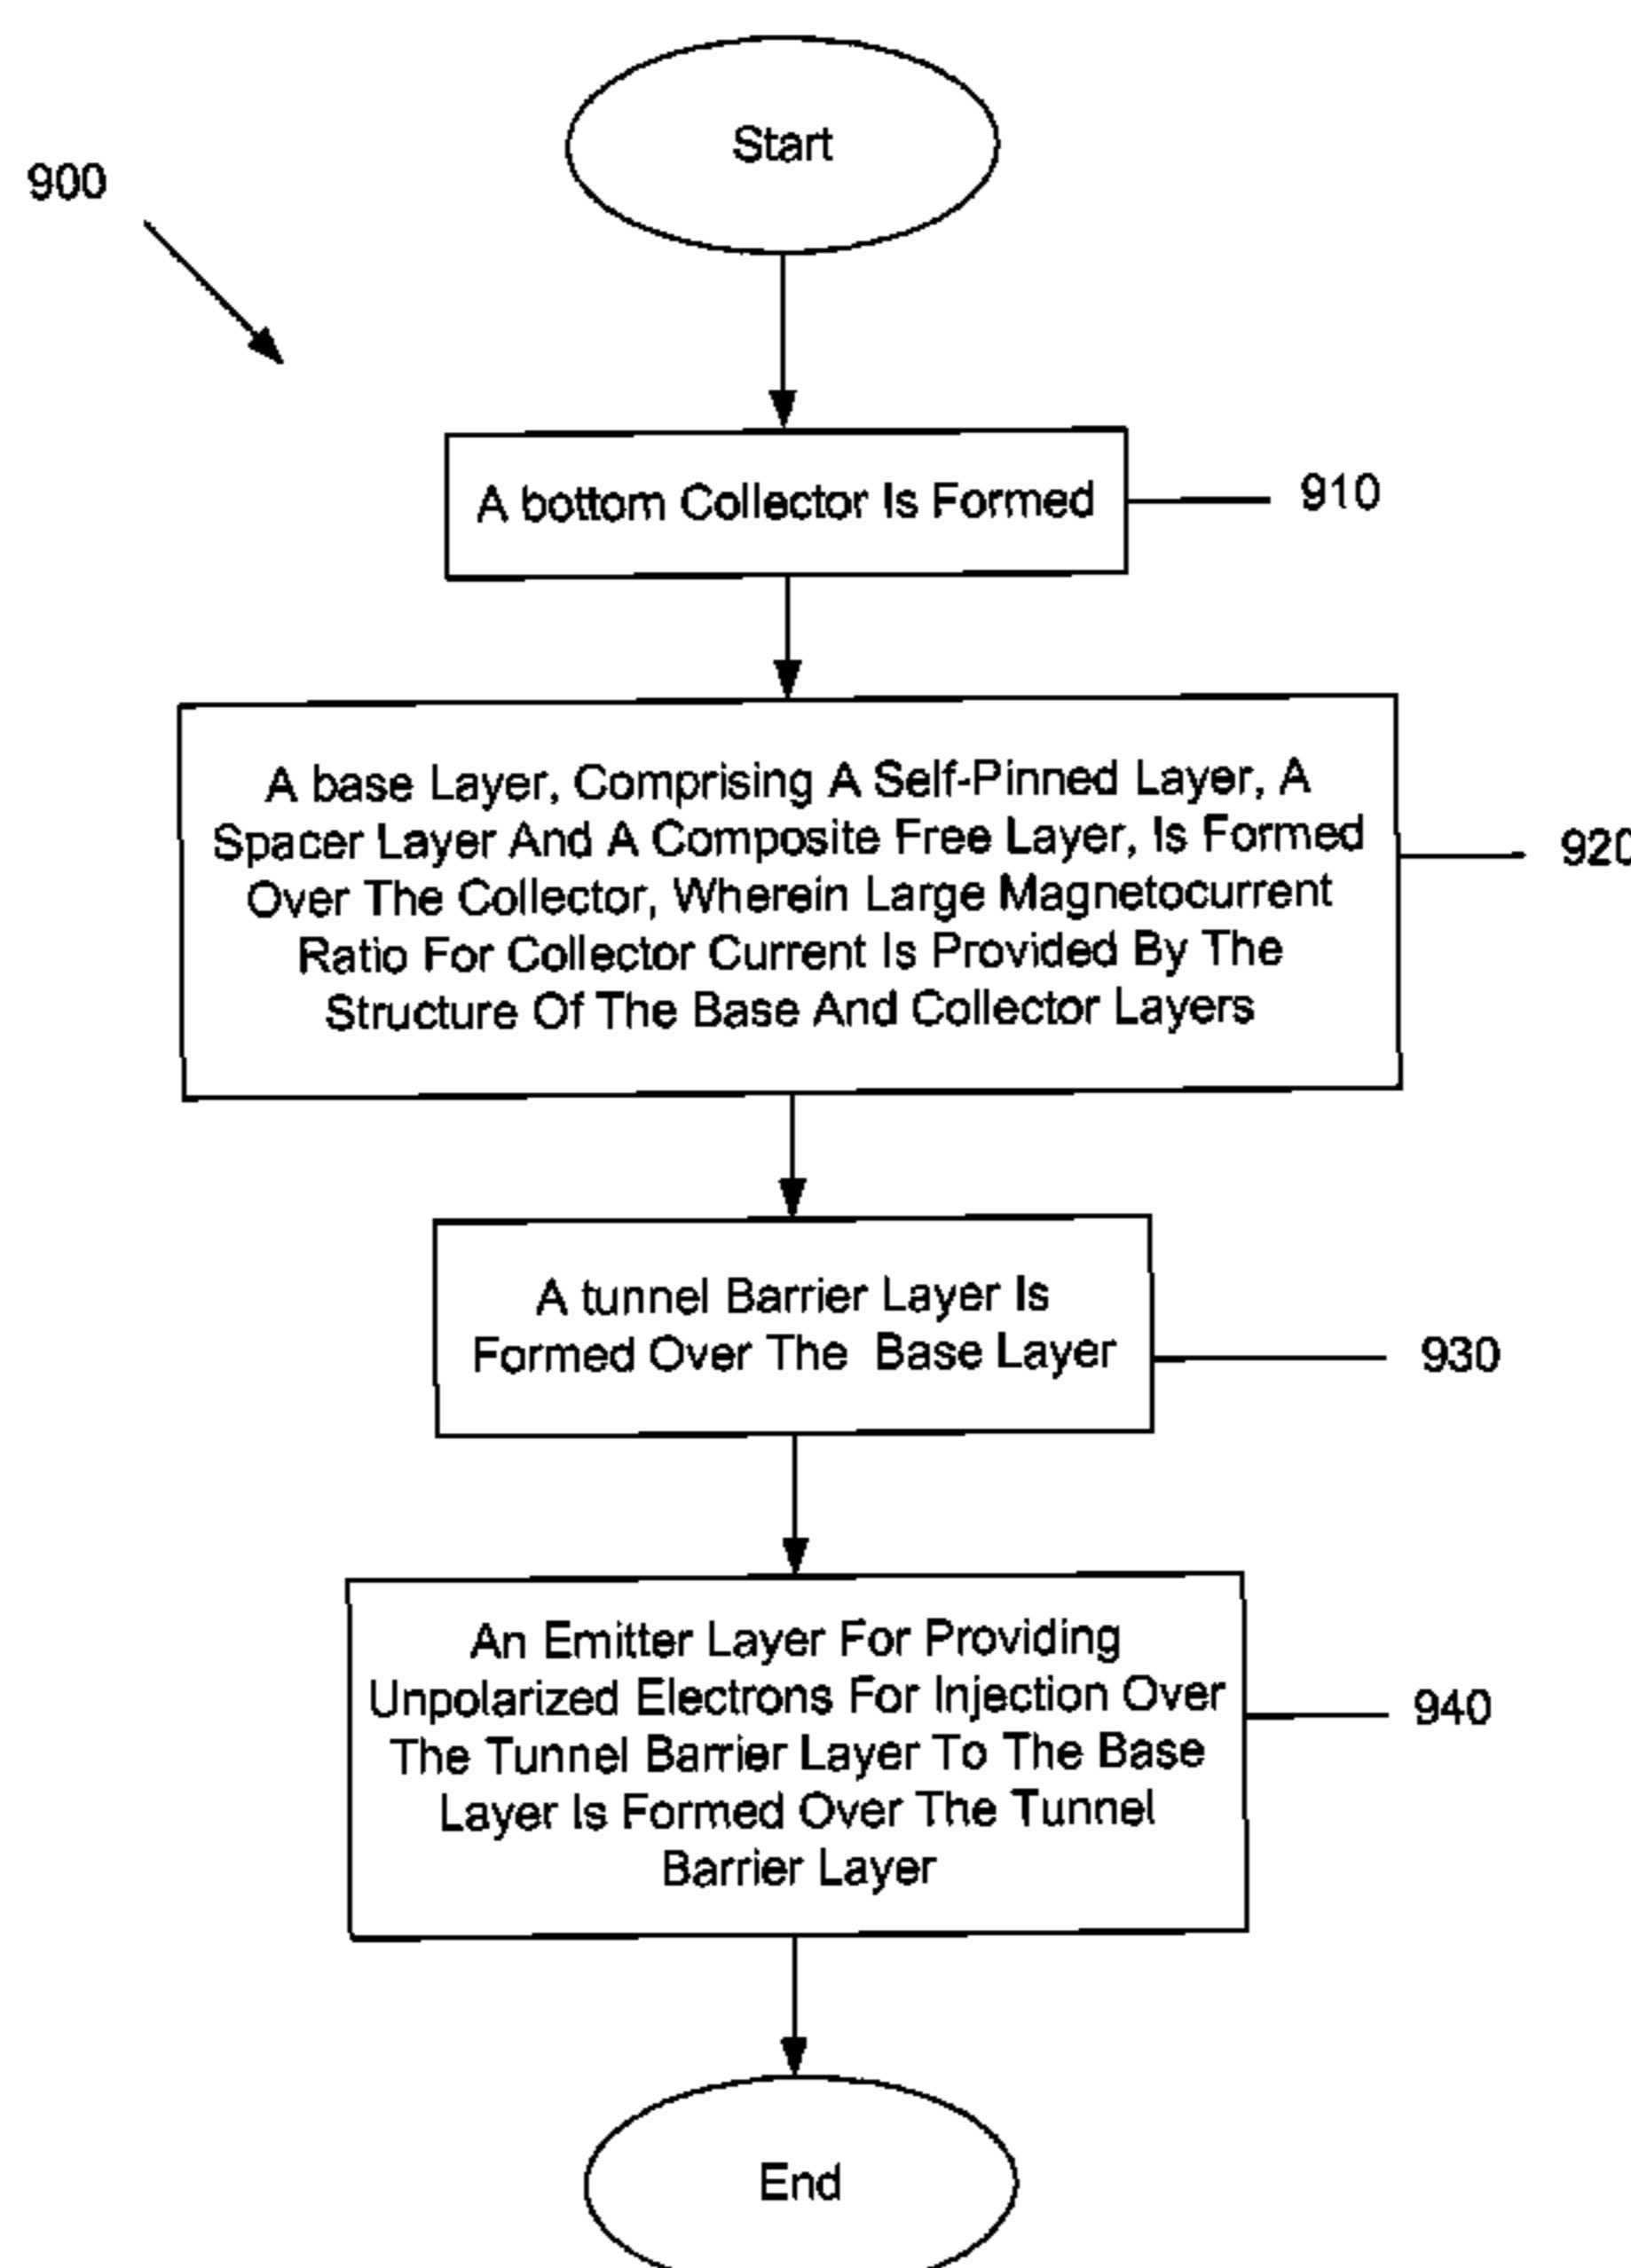 Start
900
A bottom Collector Is Formed
910
A base Layer, Comprising A Self-Pinned Layer, A
Spacer Layer And A Composite Free Layer, Is Formed
Over The Collector, Wherein Large Magnetocurrent
Ratio For Collector Current Is Provided By The
Structure Of The Base And Collector Layers
920
A tunnel Barrier Layer Is
Formed Over The Base Layer
930
An Emitter Layer For Providing
Unpolarized Electrons For Injection Over
The Tunnel Barrier Layer To The Base
Layer Is Formed Over The Tunnel
Barrier Layer
940
End